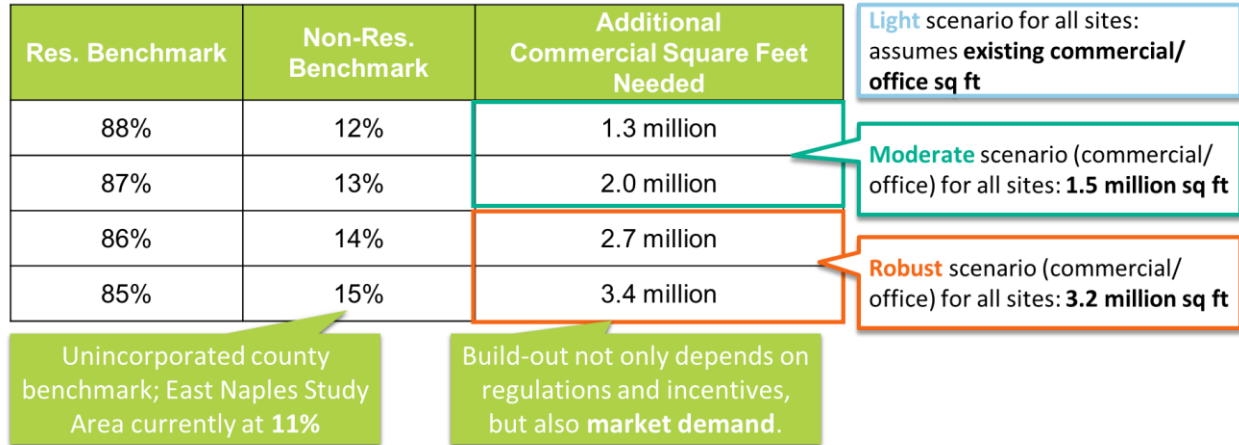 Res. Benchmark
Non-Res.
Benchmark
Additional
Commercial Square Feet
Needed
88%
12%
1.3 million
87%
13%
2.0 million
86%
14%
2.7 million
85%
15%
3.4 million
Light scenario for all sites:
assumes existing commercial/
office sq ft
Moderate scenario (commercial/
office) for all sites: 1.5 million sq ft
Robust scenario (commercial/
office) for all sites: 3.2 million sq ft
Unincorporated county
benchmark; East Naples Study
Area currently at 11%
Build-out not only depends on
regulations and incentives,
but also market demand.